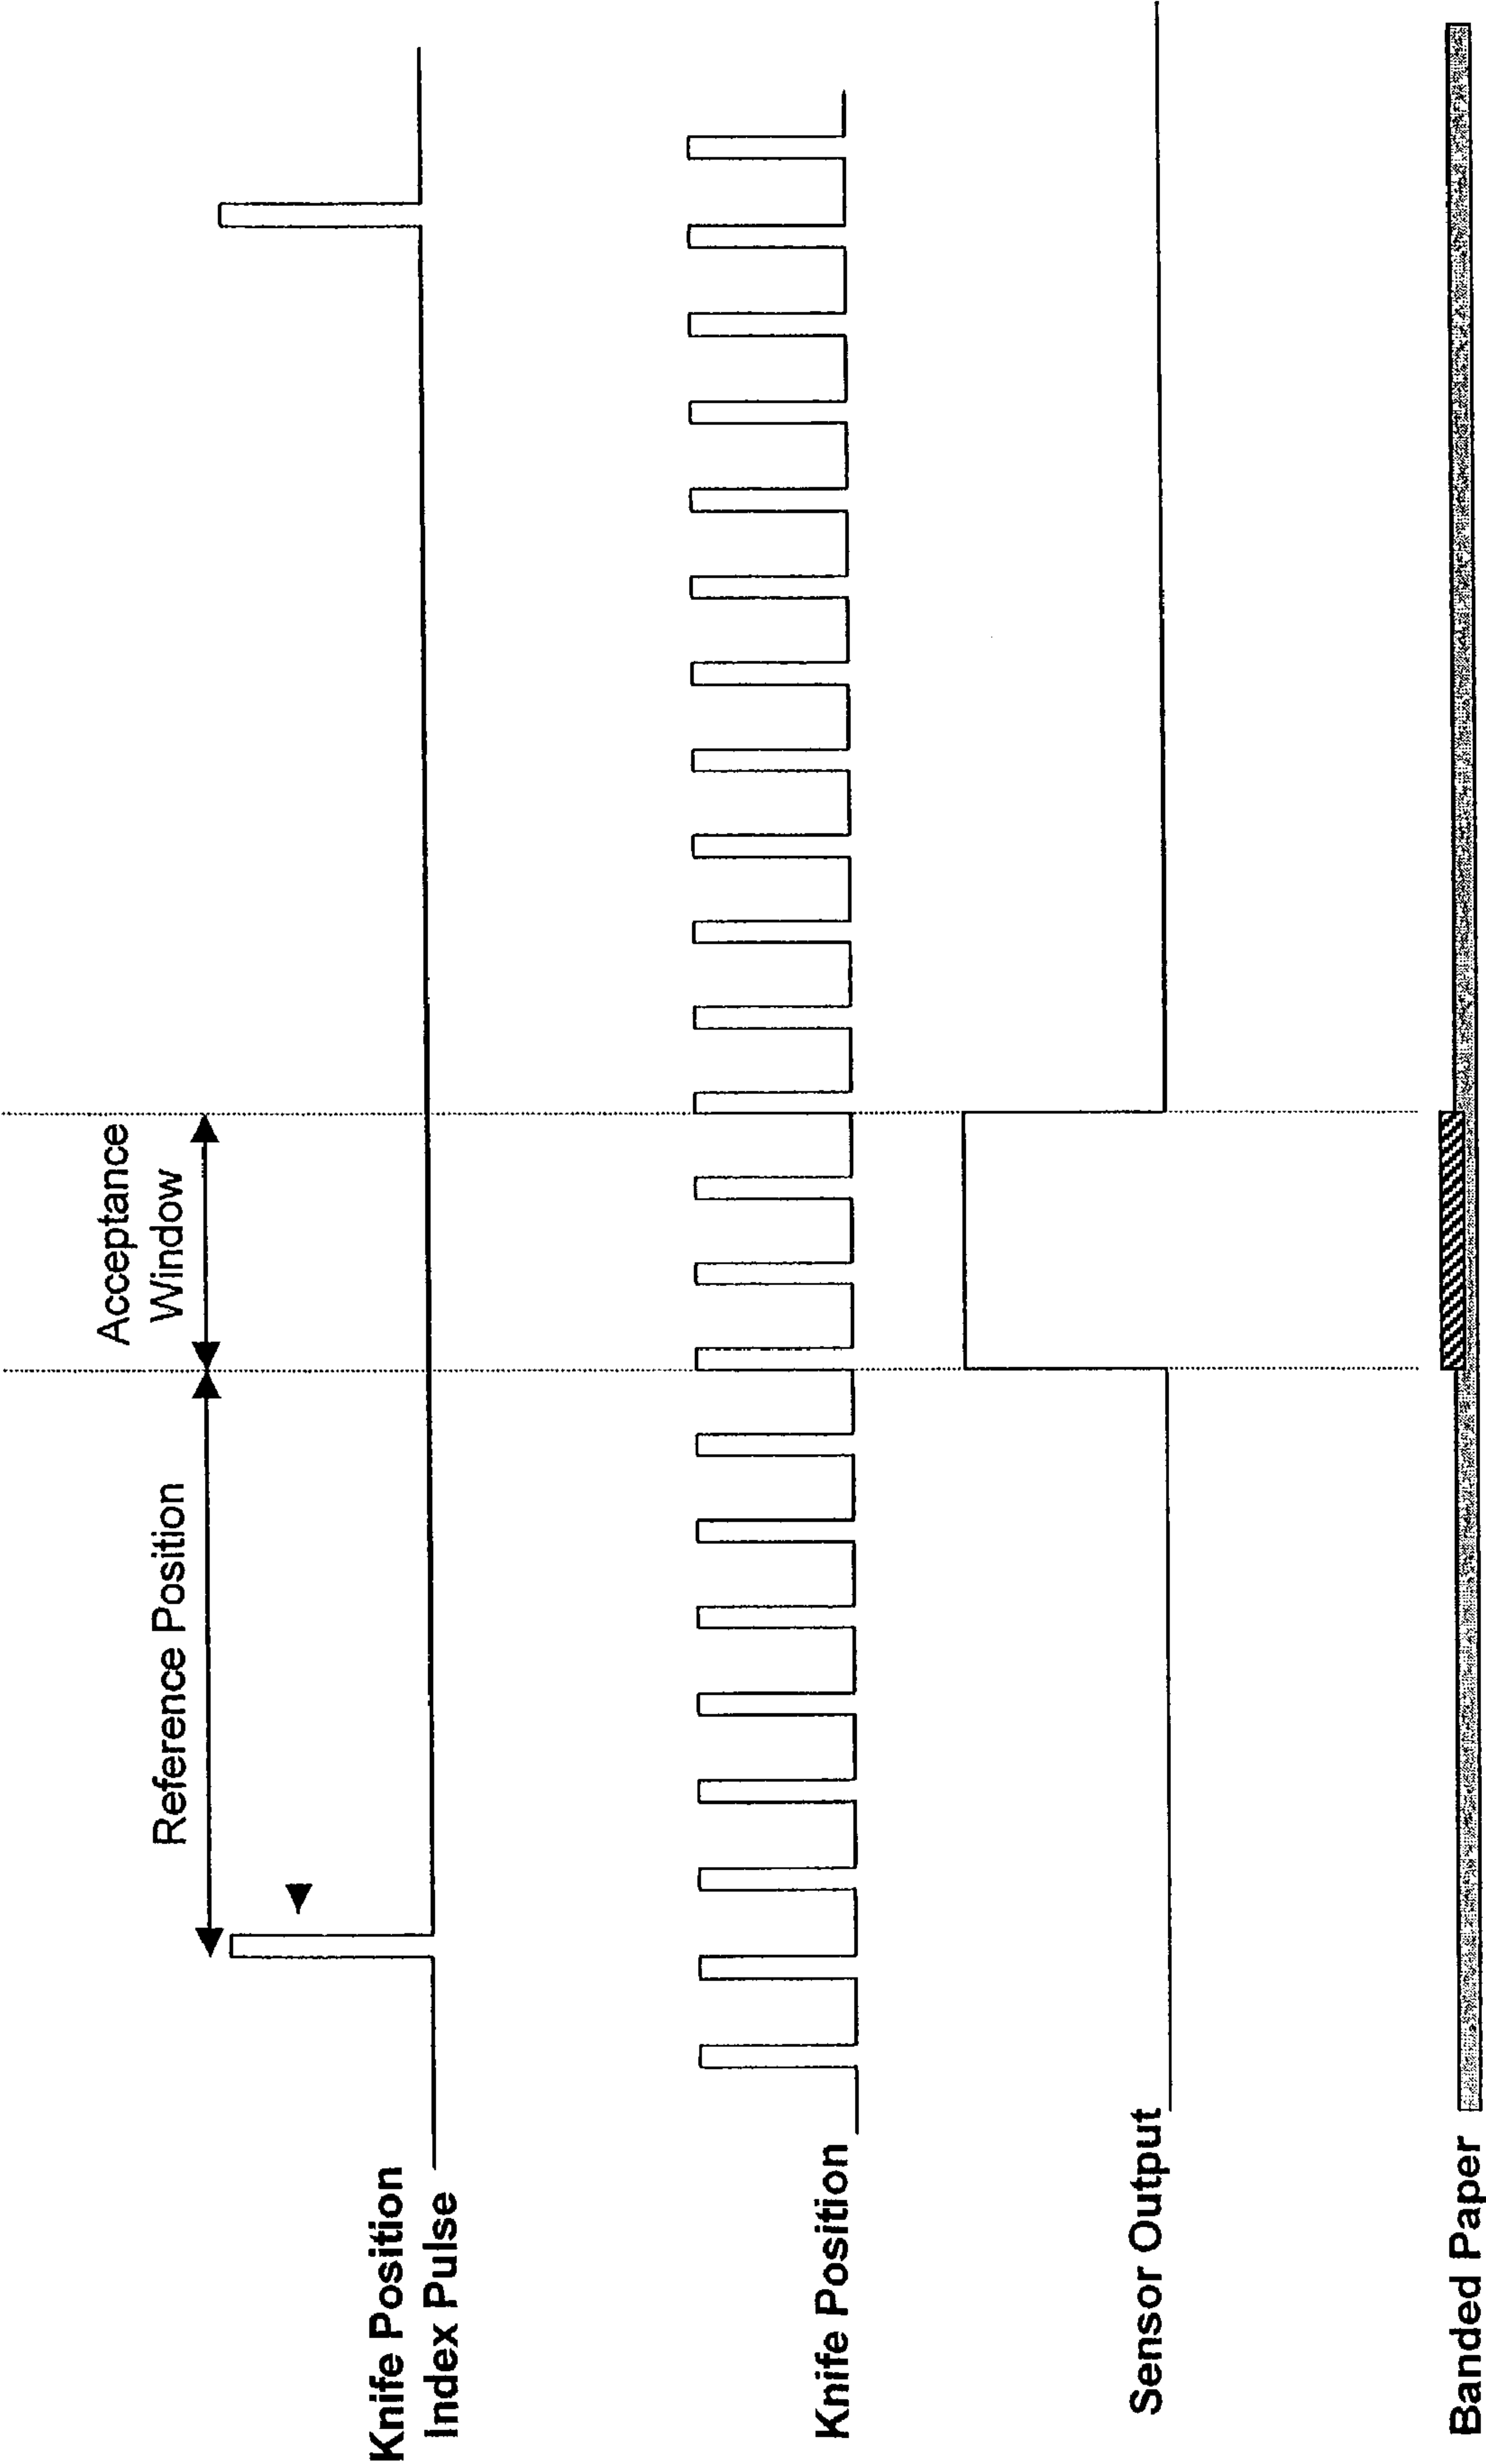 Acceptance
Window
Reference Position
Knife Position
Index Pulse
Knife Position
Sensor Output
Banded Paper